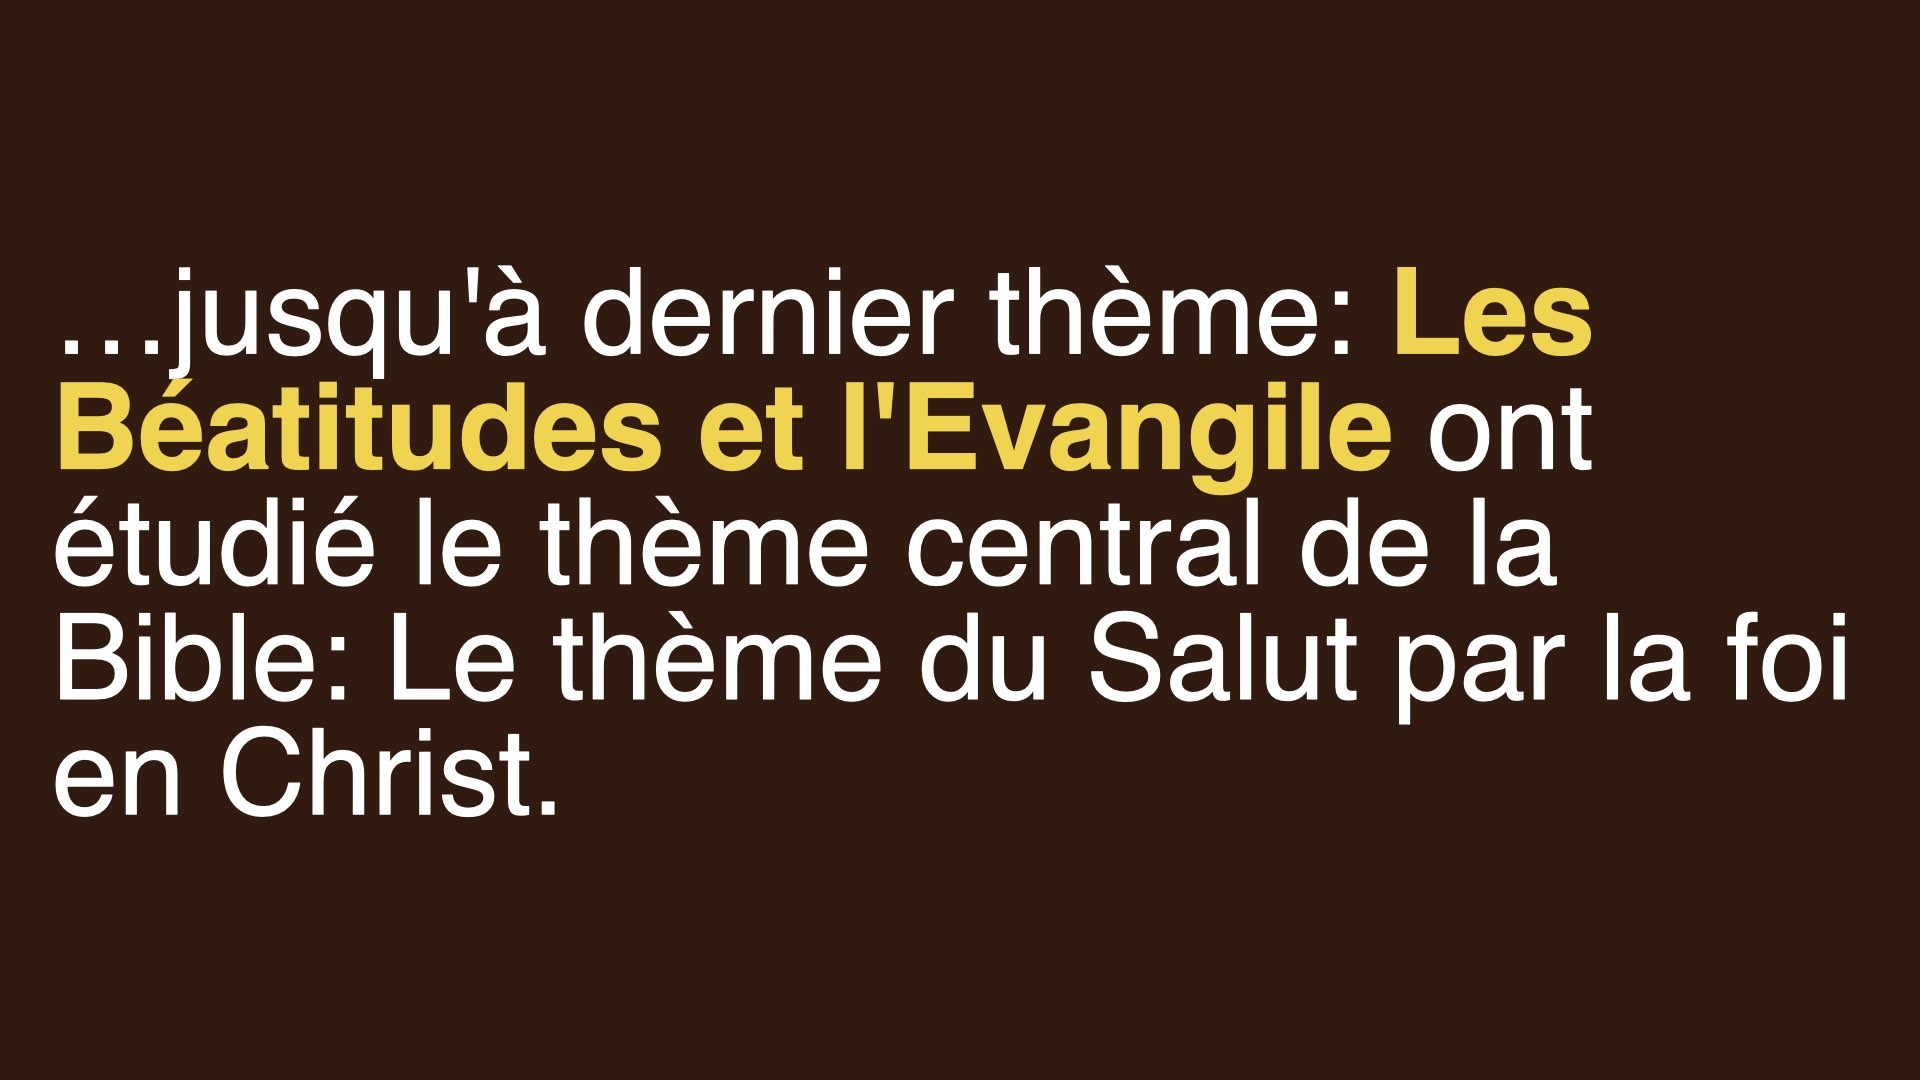 …jusqu'à dernier thème: Les
Béatitudes et l'Evangile ont
étudié le thème central de la
Bible: Le thème du Salut par la foi
en Christ.